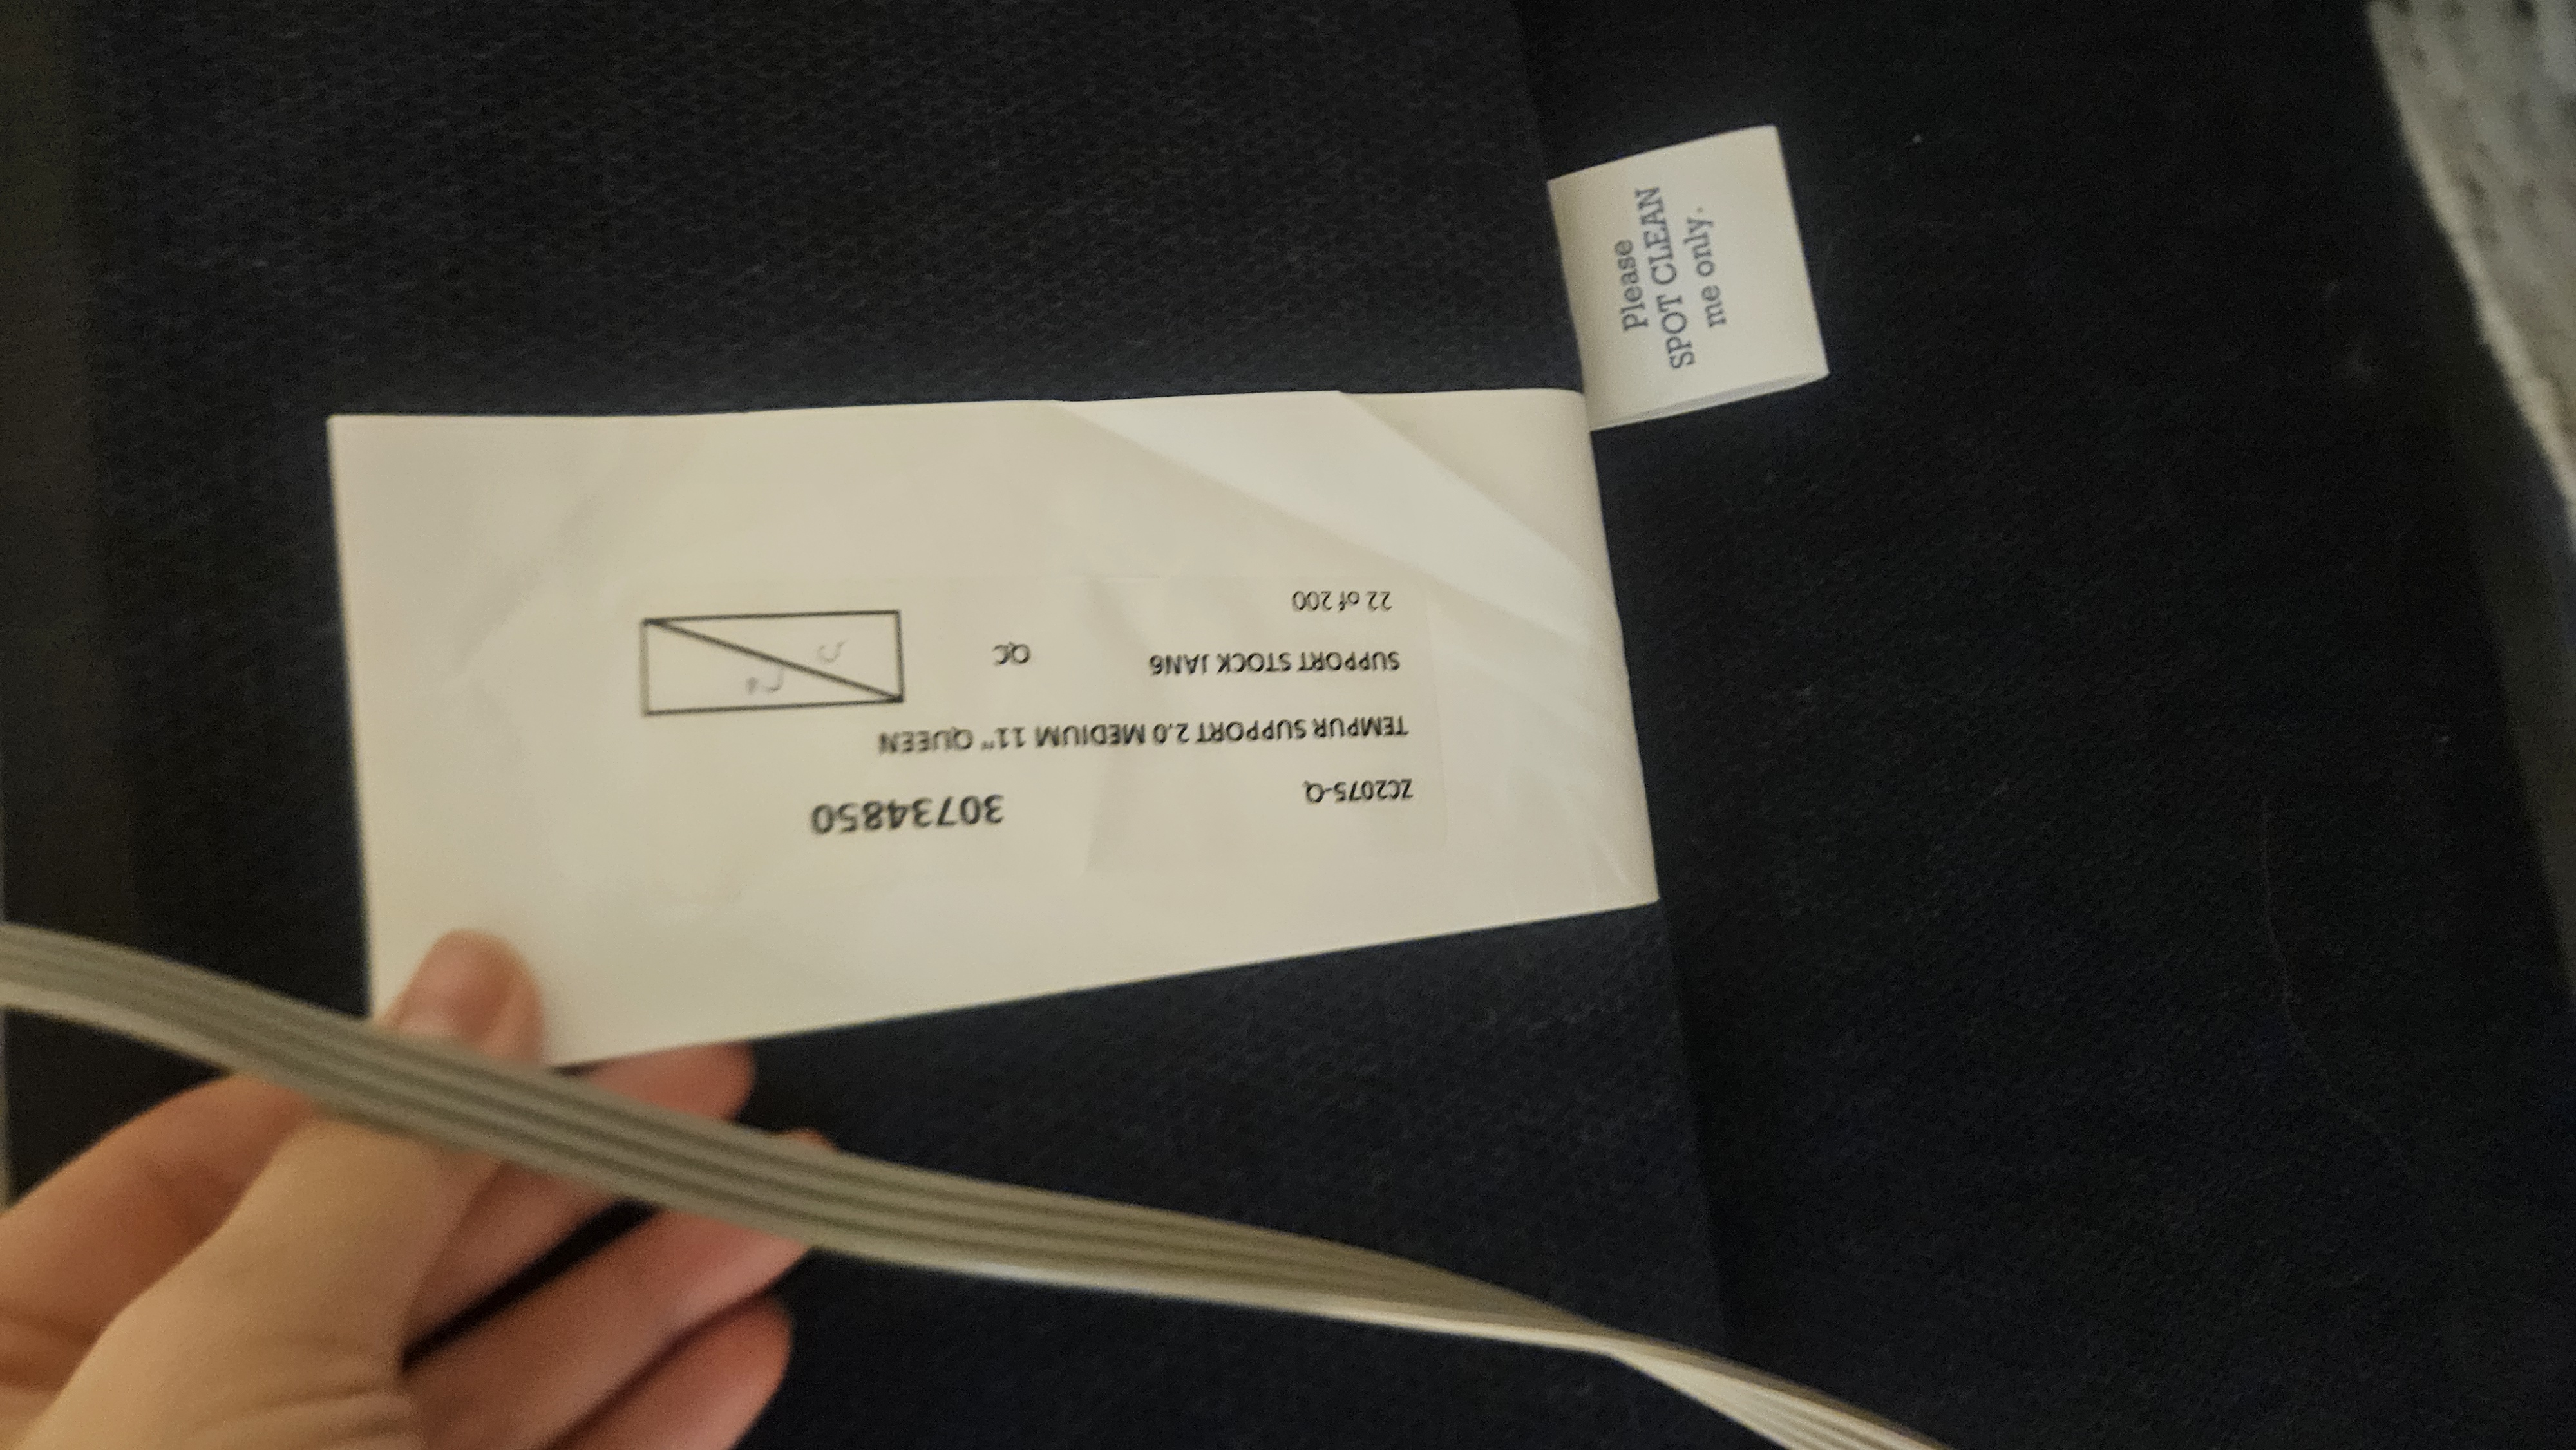 ZC2075-Q
30734850
TEMPUR SUPPORT 2.0 MEDIUM 11" QUEEN
SUPPORT STOCK JAN6
QC
22 of 200
Please
SPOT CLEAN
me only.